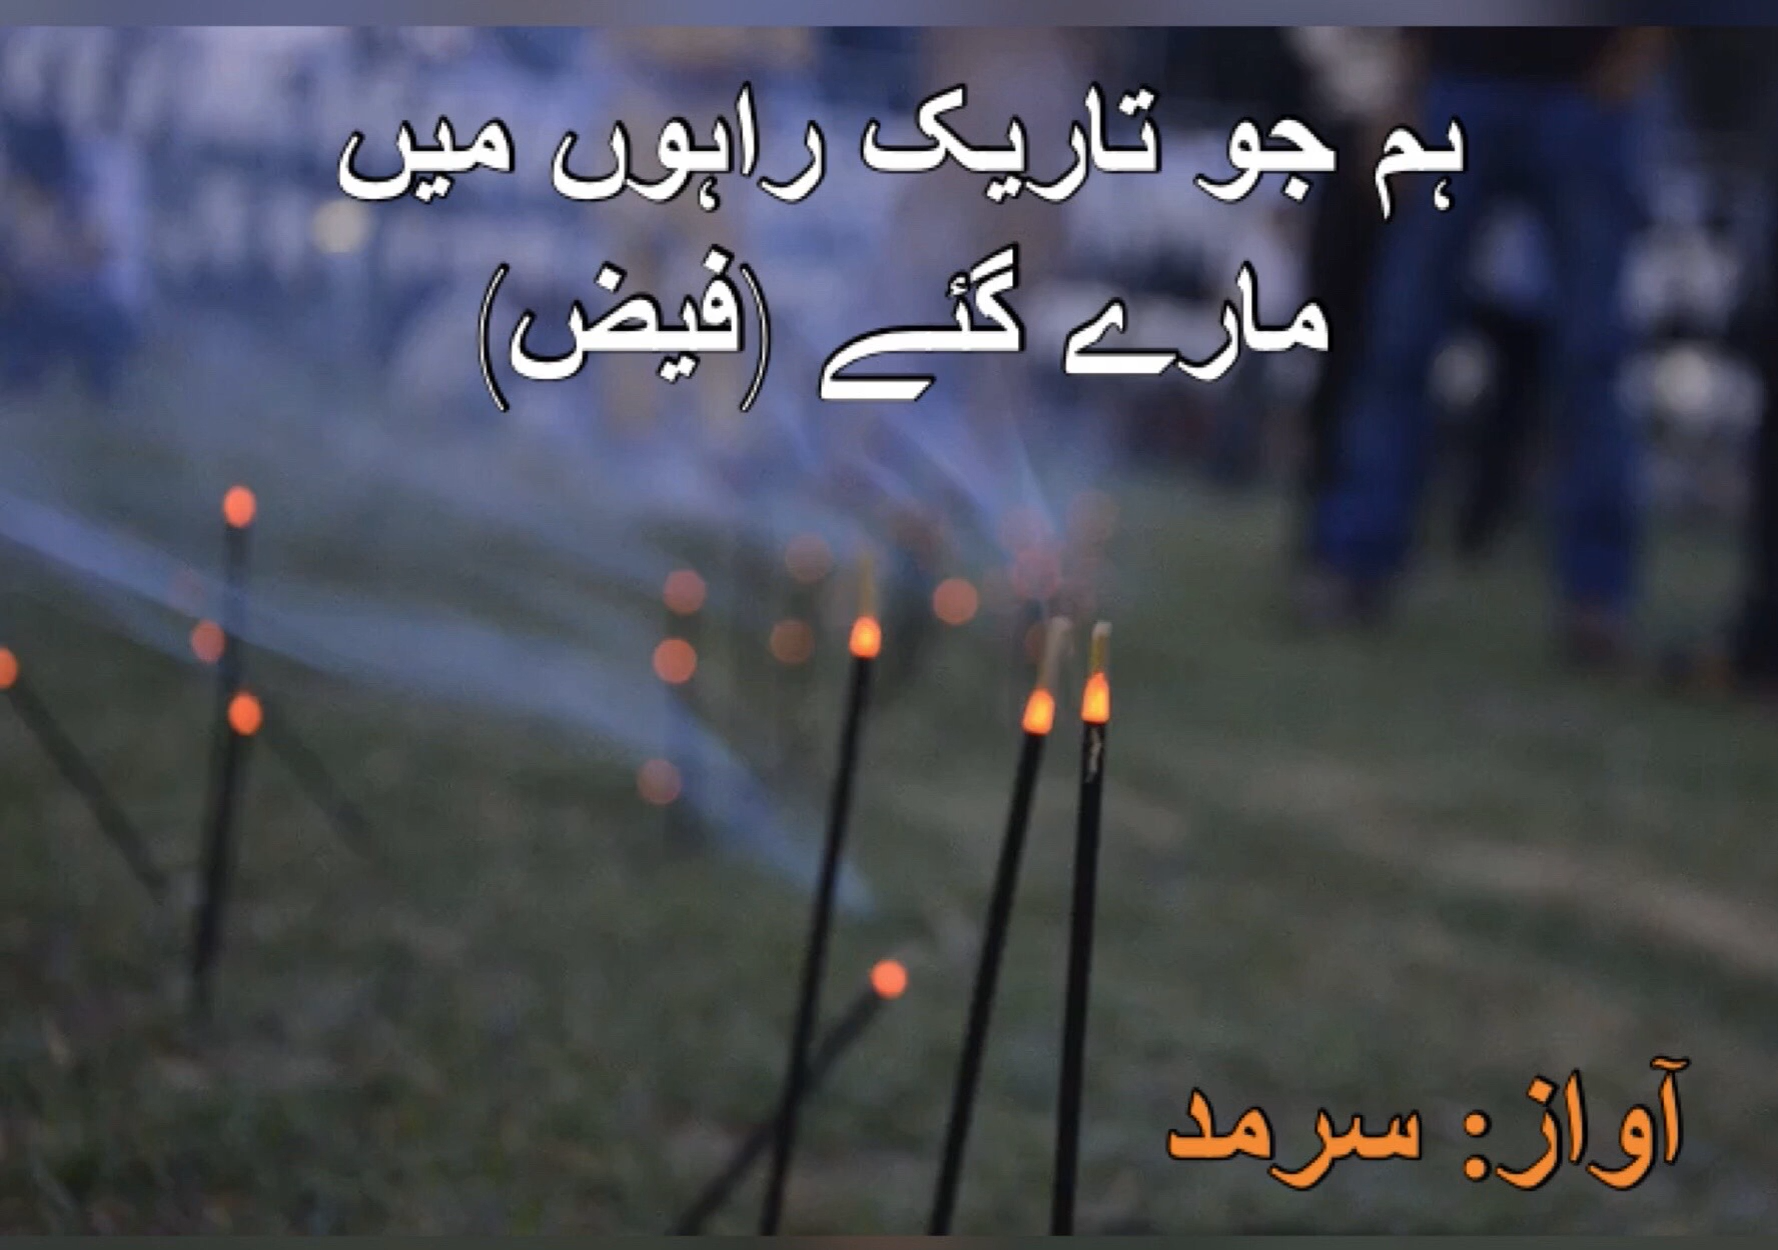 ہم جو تاریک راہوں میں
مارے گئے (فیض)
آواز: سرمد